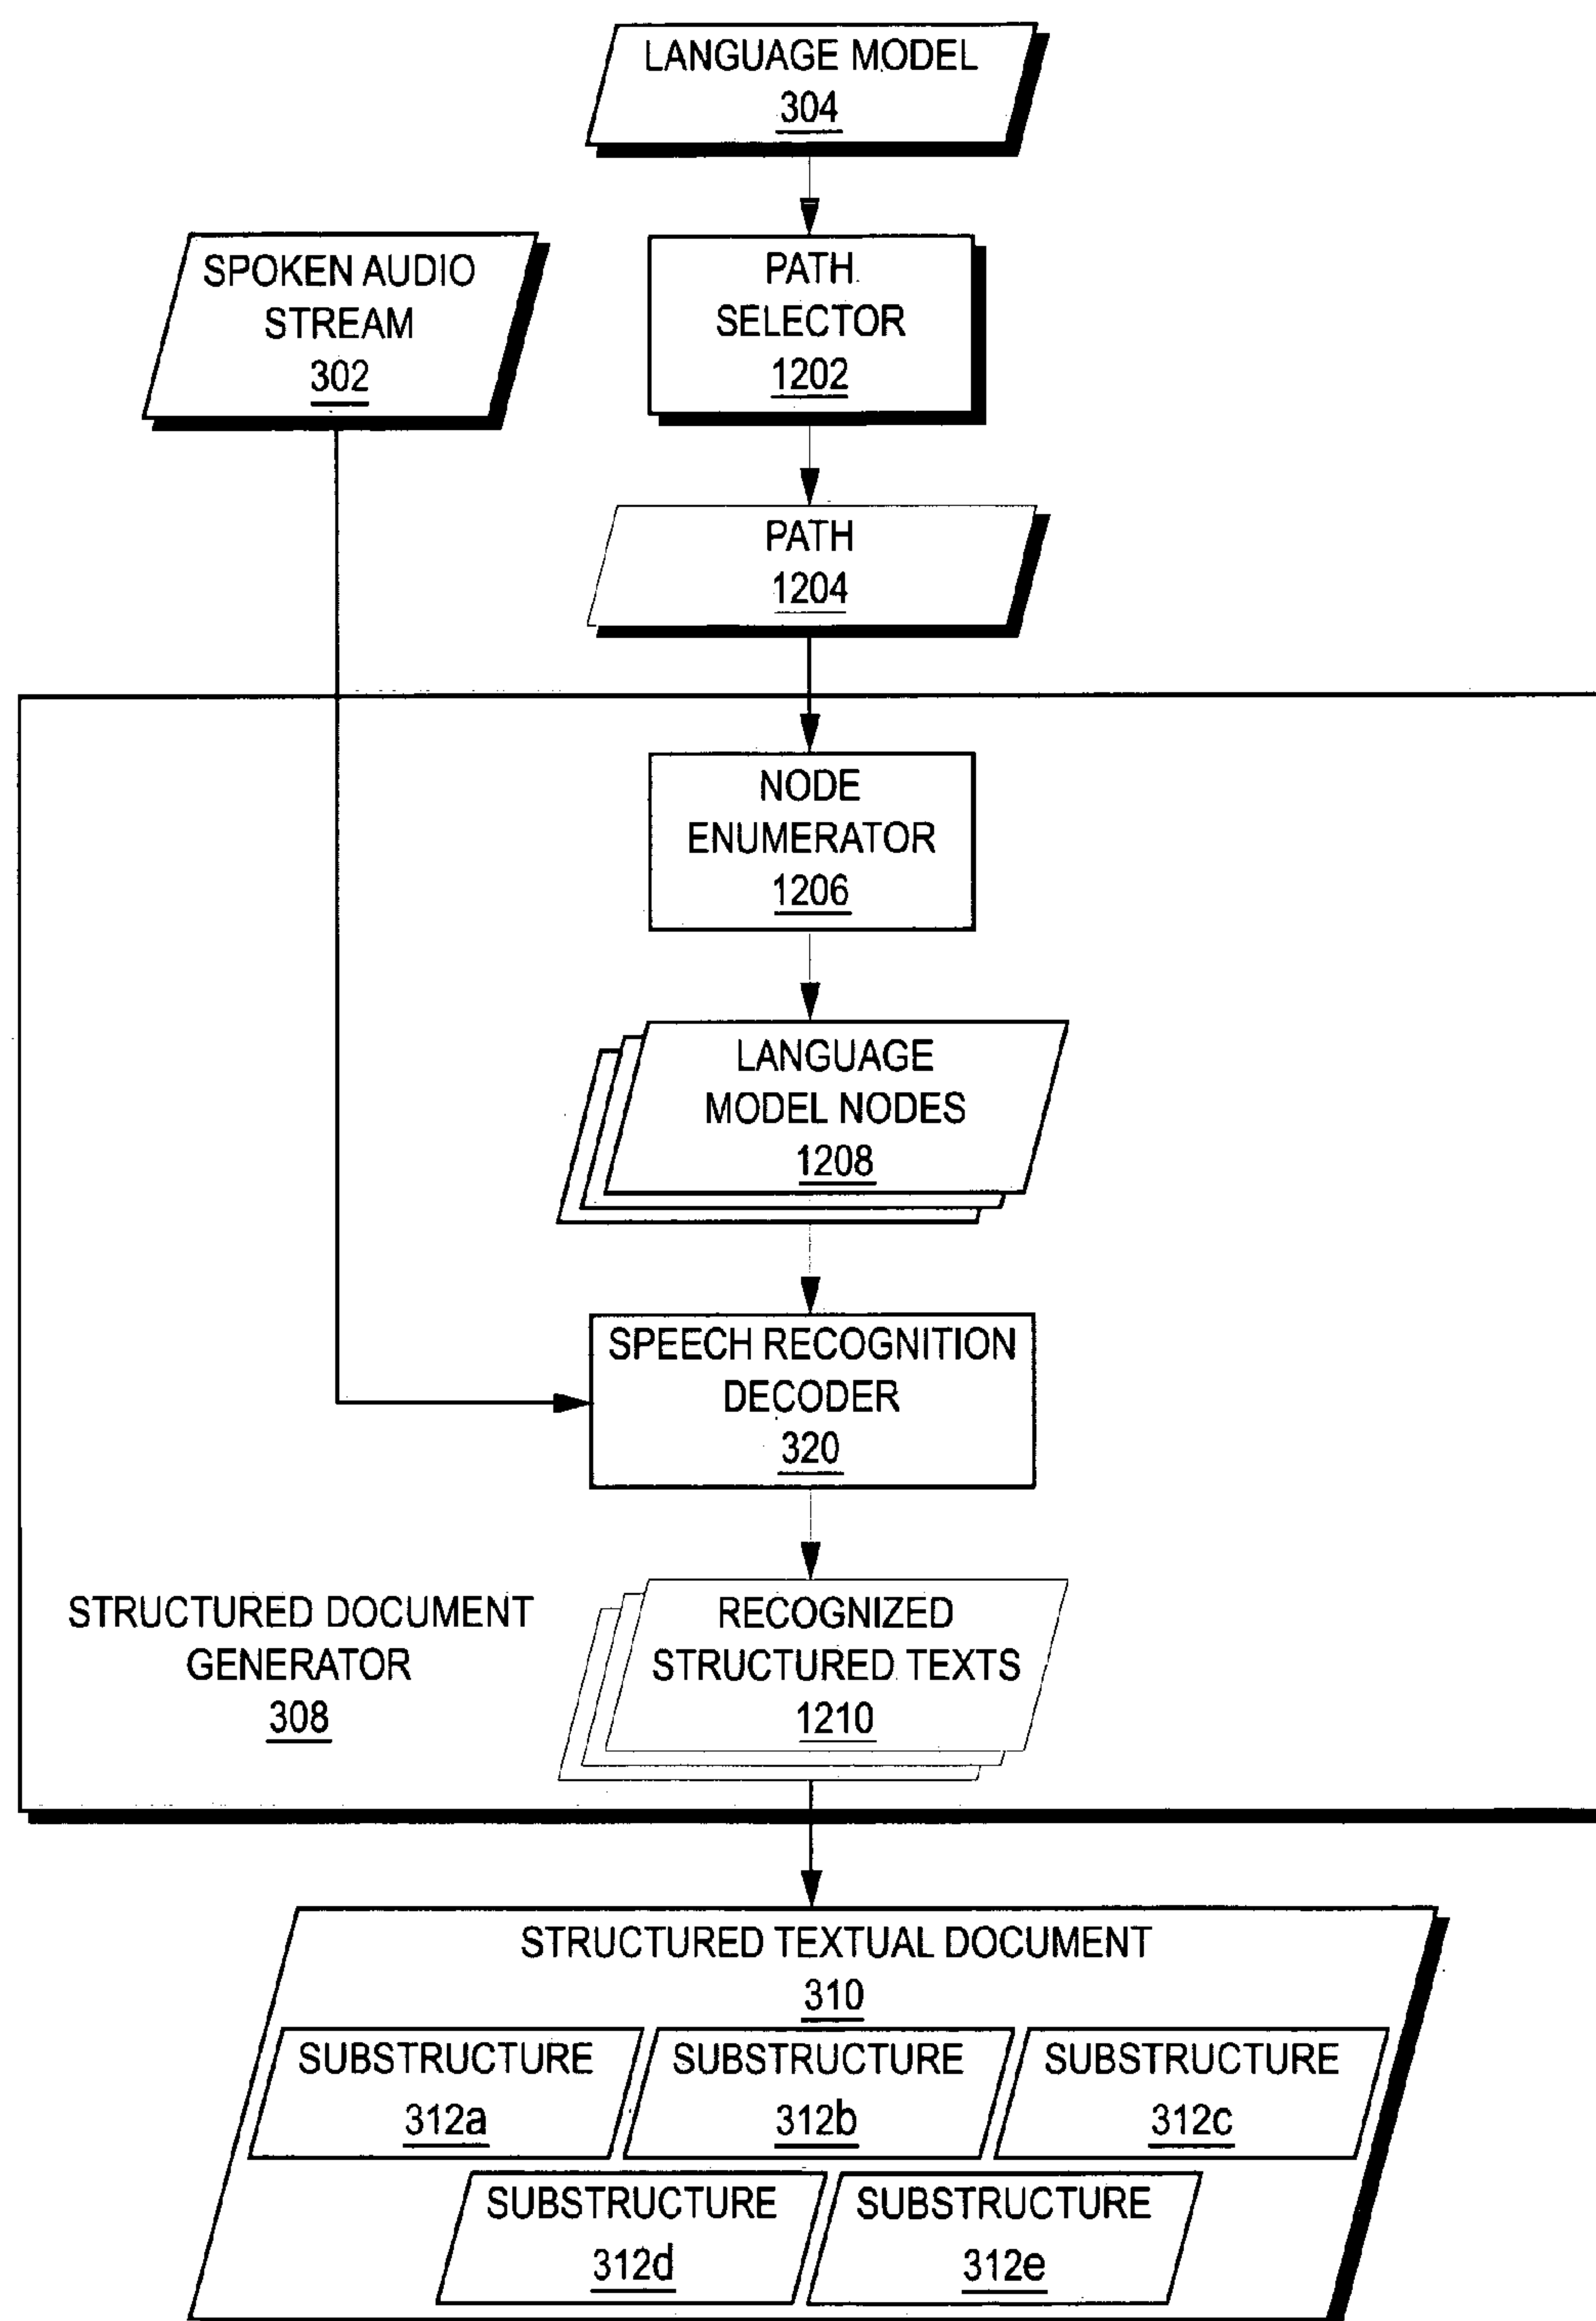 LANGUAGE MODEL
304
SPOKEN AUDIO
STREAM
302
PATH
SELECTOR
1202
PATH
1204
NODE
ENUMERATOR
1206
LANGUAGE
MODEL NODES
1208
SPEECH RECOGNITION
DECODER
320
STRUCTURED DOCUMENT
GENERATOR
308
RECOGNIZED
STRUCTURED TEXTS
1210
STRUCTURED TEXTUAL DOCUMENT
310
SUBSTRUCTURE
312a
SUBSTRUCTURE
312b
SUBSTRUCTURE
312c
SUBSTRUCTURE
312d
SUBSTRUCTURE
312e